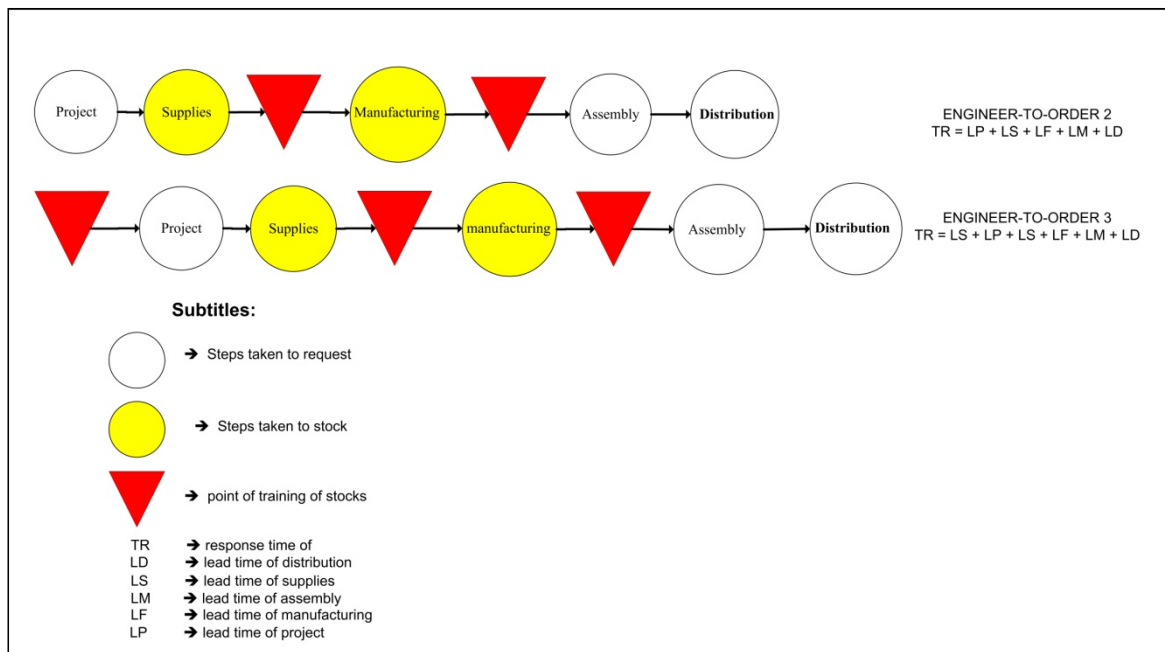 Project
Supplies
Manufacturing
Assembly
Distribution
ENGINEER-TO-ORDER 2
TR = LP + LS + LF + LM + LD
Project
Supplies
manufacturing
Assembly
Distribution
ENGINEER-TO-ORDER 3
TR = LS + LP + LS + LF + LM + LD
Subtitles:
➔ Steps taken to request
➔ Steps taken to stock
➔ point of training of stocks
TR ➔ response time of
LD ➔ lead time of distribution
LS ➔ lead time of supplies
LM ➔ lead time of assembly
LF ➔ lead time of manufacturing
LP ➔ lead time of project